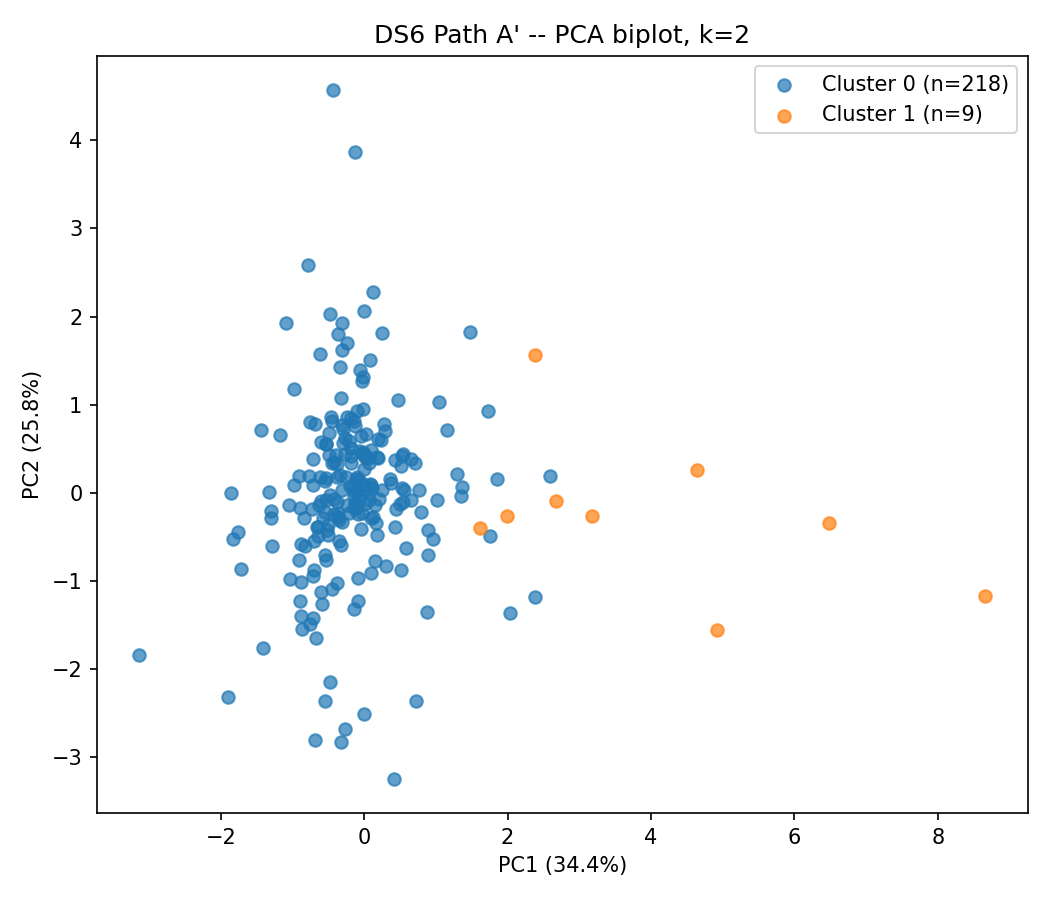 DS6 Path A' -- PCA biplot, k=2
Cluster 0 (n=218)
Cluster 1 (n=9)
PC2 (25.8%)
4
3
2
1
0
−1
−2
−3
−2
0
2
4
6
8
PC1 (34.4%)